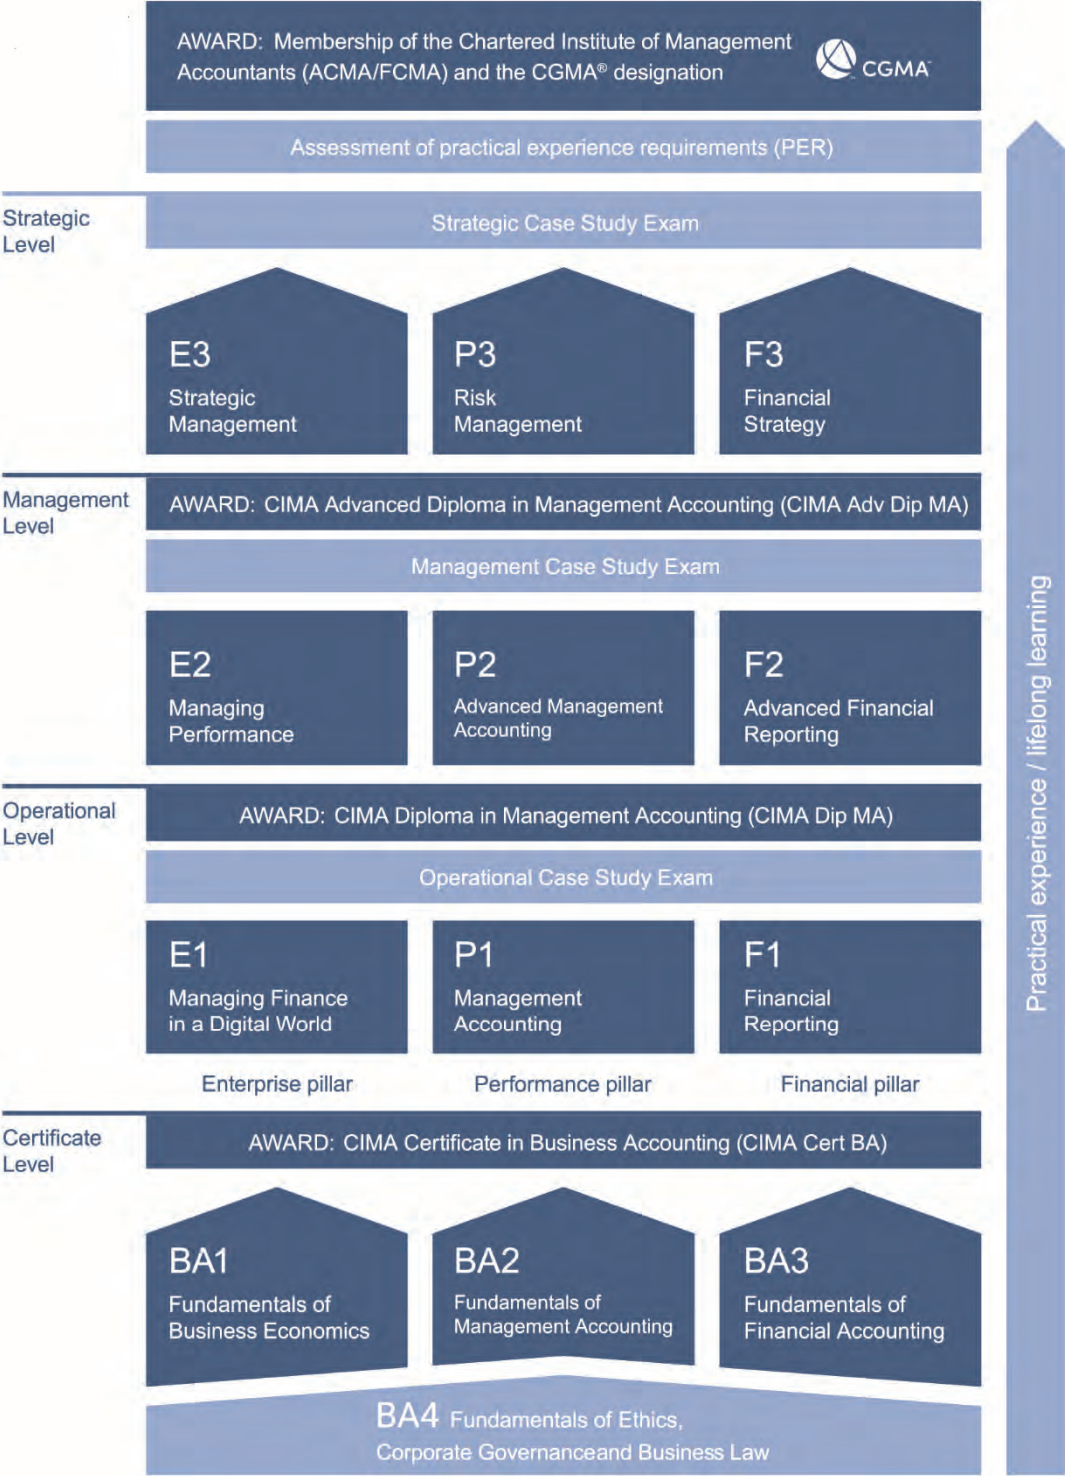 AWARD: Membership of the Chartered Institute of Management
Accountants (ACMA/FCMA) and the CGMA® designation
CGMA™
Assessment of practical experience requirements (PER)
Strategic
Level
Strategic Case Study Exam
E3
Strategic
Management
P3
Risk
Management
F3
Financial
Strategy
Management
Level
AWARD: CIMA Advanced Diploma in Management Accounting (CIMA Adv Dip MA)
Management Case Study Exam
E2
Managing
Performance
P2
Advanced Management
Accounting
F2
Advanced Financial
Reporting
Operational
Level
AWARD: CIMA Diploma in Management Accounting (CIMA Dip MA)
Operational Case Study Exam
E1
Managing Finance
in a Digital World
P1
Management
Accounting
F1
Financial
Reporting
Enterprise pillar
Performance pillar
Financial pillar
Certificate
Level
AWARD: CIMA Certificate in Business Accounting (CIMA Cert BA)
BA1
Fundamentals of
Business Economics
BA2
Fundamentals of
Management Accounting
BA3
Fundamentals of
Financial Accounting
BA4 Fundamentals of Ethics,
Corporate Governanceand Business Law
Practical experience / lifelong learning